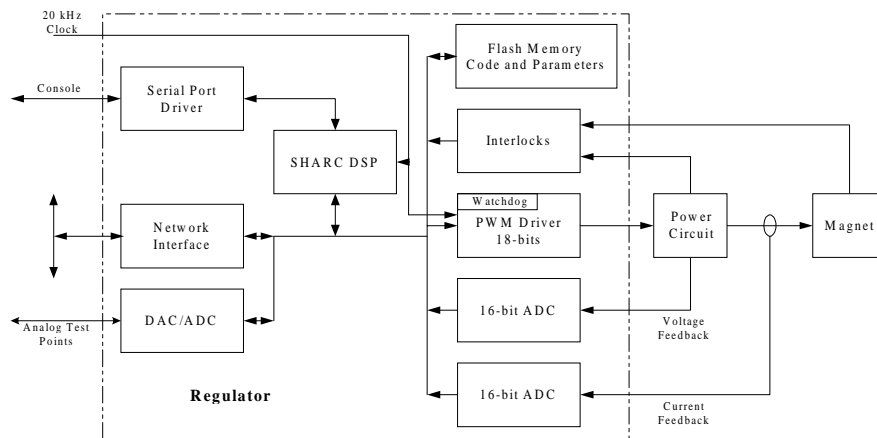 20 kHz
Clock
Flash Memory
Code and Parameters
Console
Serial Port
Driver
Interlocks
SHARC DSP
Watchdog
PWM Driver
18-bits
Power
Circuit
Magnet
Network
Interface
DAC/ADC
16-bit ADC
Analog Test
Points
Voltage
Feedback
Regulator
16-bit ADC
Current
Feedback